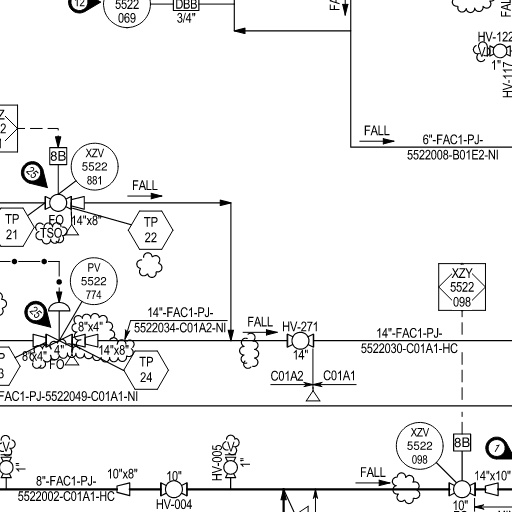 12
5522
069
DBB
3/4"
HV-122
1"
HV-117
FALL
6"-FAC1-PJ-
5522008-B01E2-NI
8B
XZV
5522
881
25
FALL
FO
14"x8"
TSO
TP
21
TP
22
PV
5522
774
XZY
5522
098
25
8"x4"
14"-FAC1-PJ-
5522034-C01A2-NI
FALL
HV-271
14"
14"-FAC1-PJ-
5522030-C01A1-HC
8"x4"
4"
14"x8"
FO
TP
24
C01A2
C01A1
FAC1-PJ-5522049-C01A1-NI
XZV
5522
098
8B
7
V
1"
HV-005
V
1"
8"-FAC1-PJ-
5522002-C01A1-HC
10"x8"
10"
HV-004
FALL
14"x10"
10"